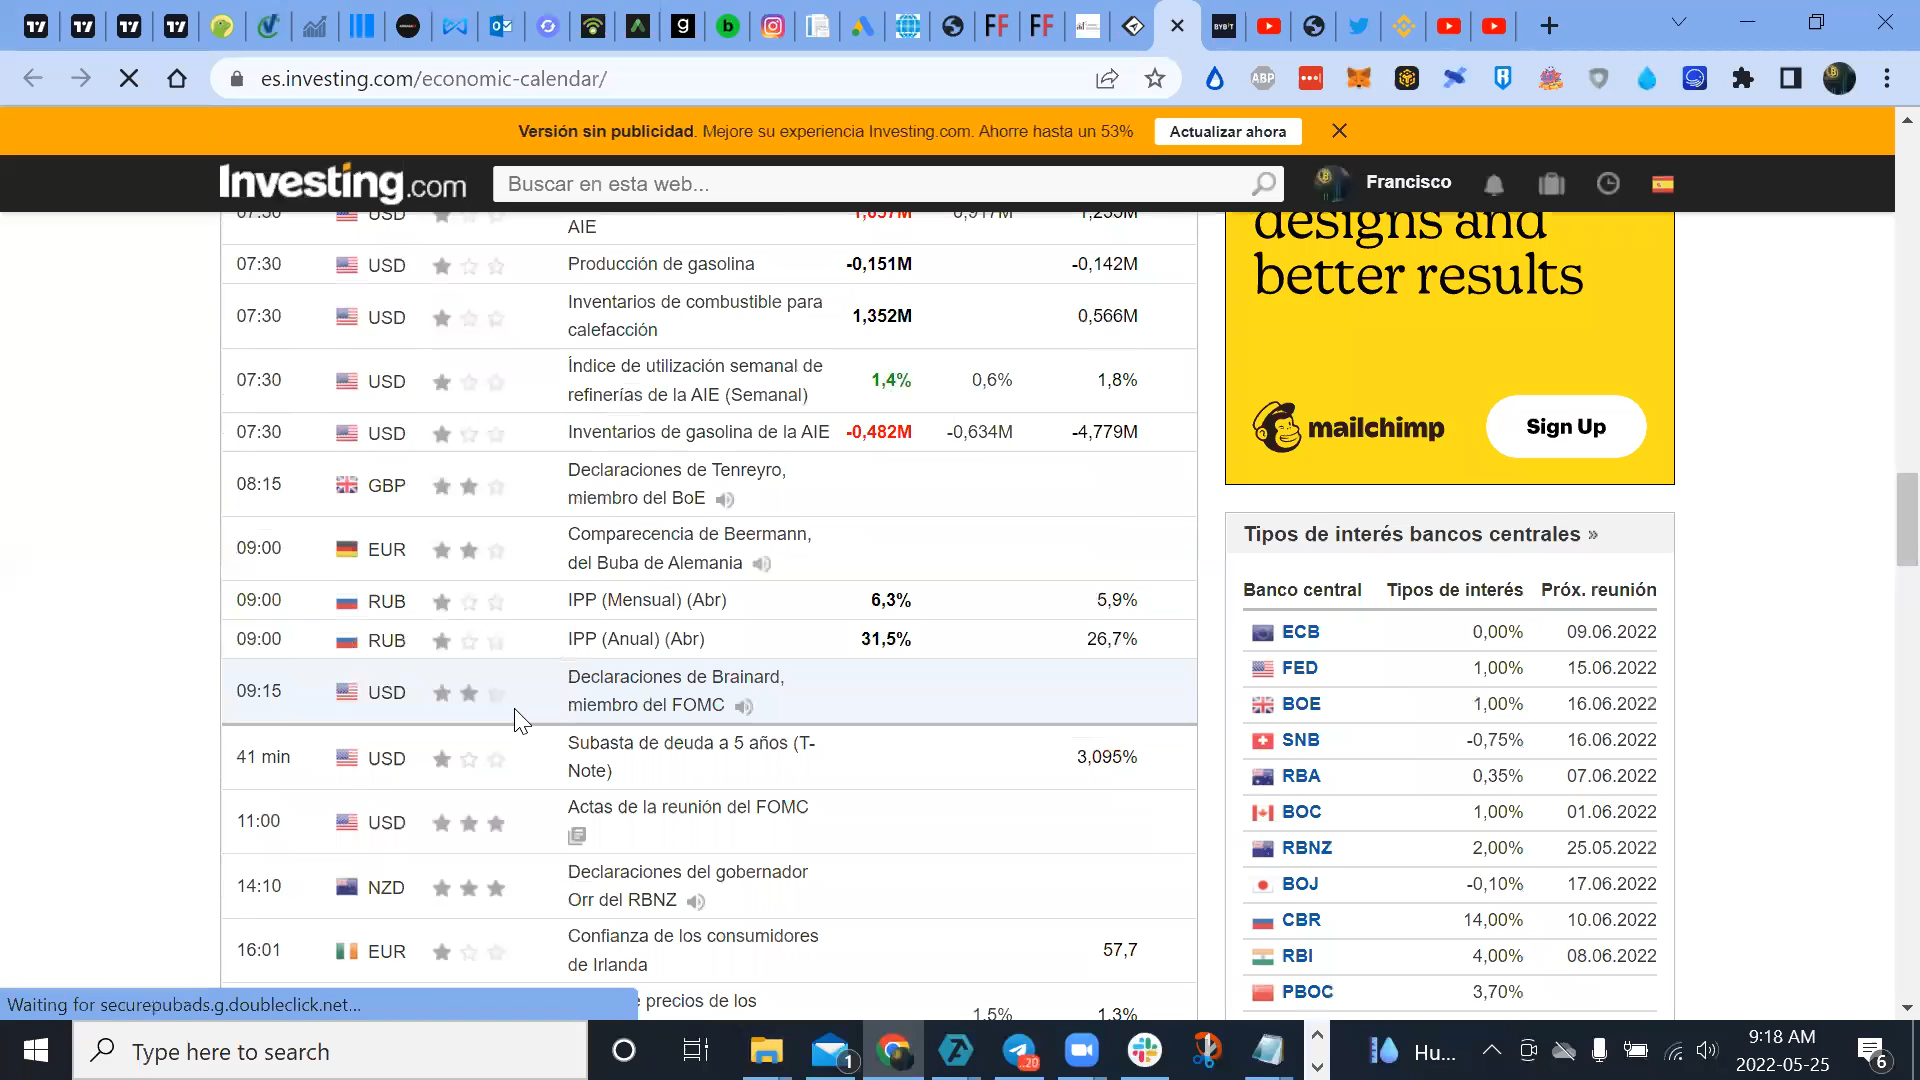 es.investing.com/economic-calendar/
ABP
BYBIT
Versión sin publicidad. Mejore su experiencia Investing.com. Ahorre hasta un 53%
Actualizar ahora
Investing.com
Buscar en esta web...
Francisco
07:30 USD AIE 1,057M 0,917M 1,255M
07:30 USD Producción de gasolina -0,151M -0,142M
07:30 USD Inventarios de combustible para
calefacción 1,352M 0,566M
07:30 USD Índice de utilización semanal de
refinerías de la AIE (Semanal) 1,4% 0,6% 1,8%
07:30 USD Inventarios de gasolina de la AIE -0,482M -0,634M -4,779M
08:15 GBP Declaraciones de Tenreyro,
miembro del BoE
09:00 EUR Comparecencia de Beermann,
del Buba de Alemania
09:00 RUB IPP (Mensual) (Abr) 6,3% 5,9%
09:00 RUB IPP (Anual) (Abr) 31,5% 26,7%
09:15 USD Declaraciones de Brainard,
miembro del FOMC
41 min USD Subasta de deuda a 5 años (T-
Note) 3,095%
11:00 USD Actas de la reunión del FOMC
14:10 NZD Declaraciones del gobernador
Orr del RBNZ
16:01 EUR Confianza de los consumidores
de Irlanda 57,7
precios de los
1,5% 1,3%
designs and
better results
mailchimp
Sign Up
Tipos de interés bancos centrales »
Banco central Tipos de interés Próx. reunión
ECB 0,00% 09.06.2022
FED 1,00% 15.06.2022
BOE 1,00% 16.06.2022
SNB -0,75% 16.06.2022
RBA 0,35% 07.06.2022
BOC 1,00% 01.06.2022
RBNZ 2,00% 25.05.2022
BOJ -0,10% 17.06.2022
CBR 14,00% 10.06.2022
RBI 4,00% 08.06.2022
PBOC 3,70%
Waiting for securepubads.g.doubleclick.net...
Type here to search
1
20
Hu...
9:18 AM
2022-05-25
6